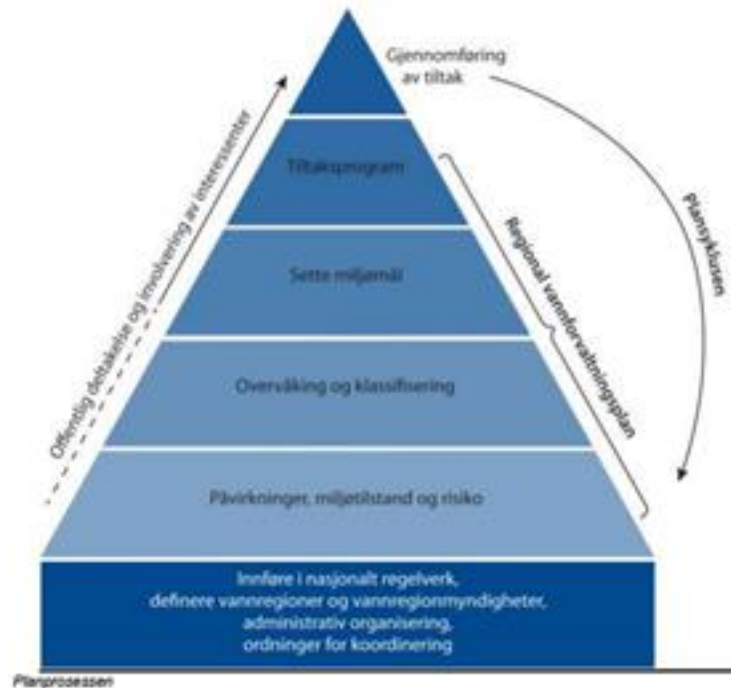 Gjennomføring
av tiltak
Tiltaksprogram
Sette miljømål
Overvåking og klassifisering
Påvirkninger, miljøtilstand og risiko
Innføre i nasjonalt regelverk,
definere vannregioner og vannregionmyndigheter,
administrativ organisering,
ordninger for koordinering
Offentlig deltakelse og involvering av interessenter
Regional vannforvaltningsplan
Plansyklusen
Planprosessen